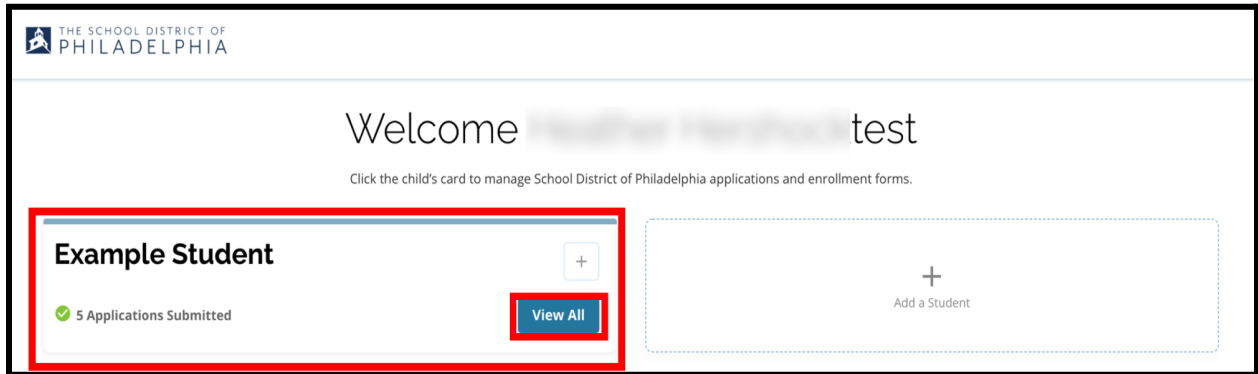 THE SCHOOL DISTRICT OF
PHILADELPHIA
Welcome test
Click the child's card to manage School District of Philadelphia applications and enrollment forms.
Example Student
+
5 Applications Submitted
View All
+
Add a Student